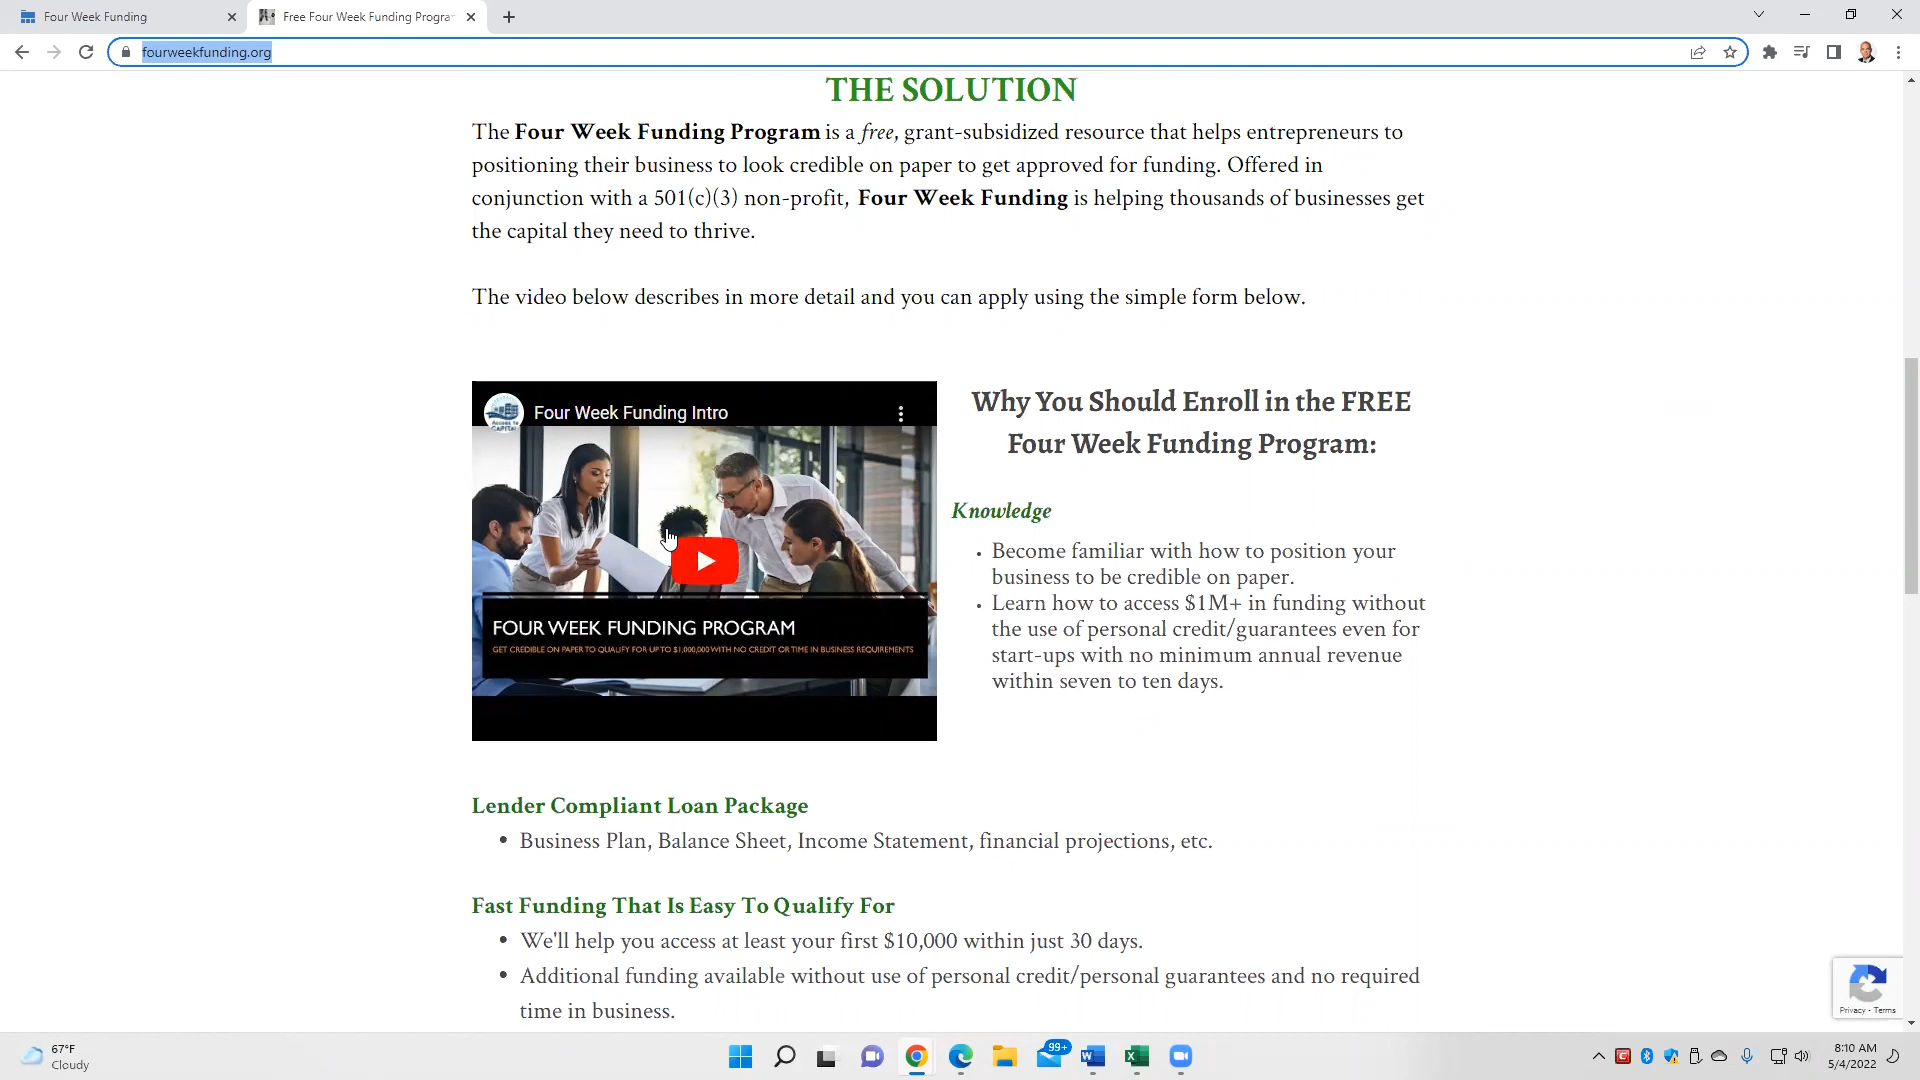 Four Week Funding
Free Four Week Funding Progra
fourweekfunding.org
THE SOLUTION
The Four Week Funding Program is a free, grant-subsidized resource that helps entrepreneurs to
positioning their business to look credible on paper to get approved for funding. Offered in
conjunction with a 501(c)(3) non-profit, Four Week Funding is helping thousands of businesses get
the capital they need to thrive.
The video below describes in more detail and you can apply using the simple form below.
Four Week Funding Intro
Access to
CAPITAL
FOUR WEEK FUNDING PROGRAM
GET CREDIBLE ON PAPER TO QUALIFY FOR UP TO $1,000,000 WITH NO CREDIT OR TIME IN BUSINESS REQUIREMENTS
Why You Should Enroll in the FREE
Four Week Funding Program:
Knowledge
• Become familiar with how to position your
business to be credible on paper.
• Learn how to access $1M+ in funding without
the use of personal credit/guarantees even for
start-ups with no minimum annual revenue
within seven to ten days.
Lender Compliant Loan Package
• Business Plan, Balance Sheet, Income Statement, financial projections, etc.
Fast Funding That Is Easy To Qualify For
• We'll help you access at least your first $10,000 within just 30 days.
• Additional funding available without use of personal credit/personal guarantees and no required
time in business.
Privacy - Terms
67°F
Cloudy
99+
8:10 AM
5/4/2022